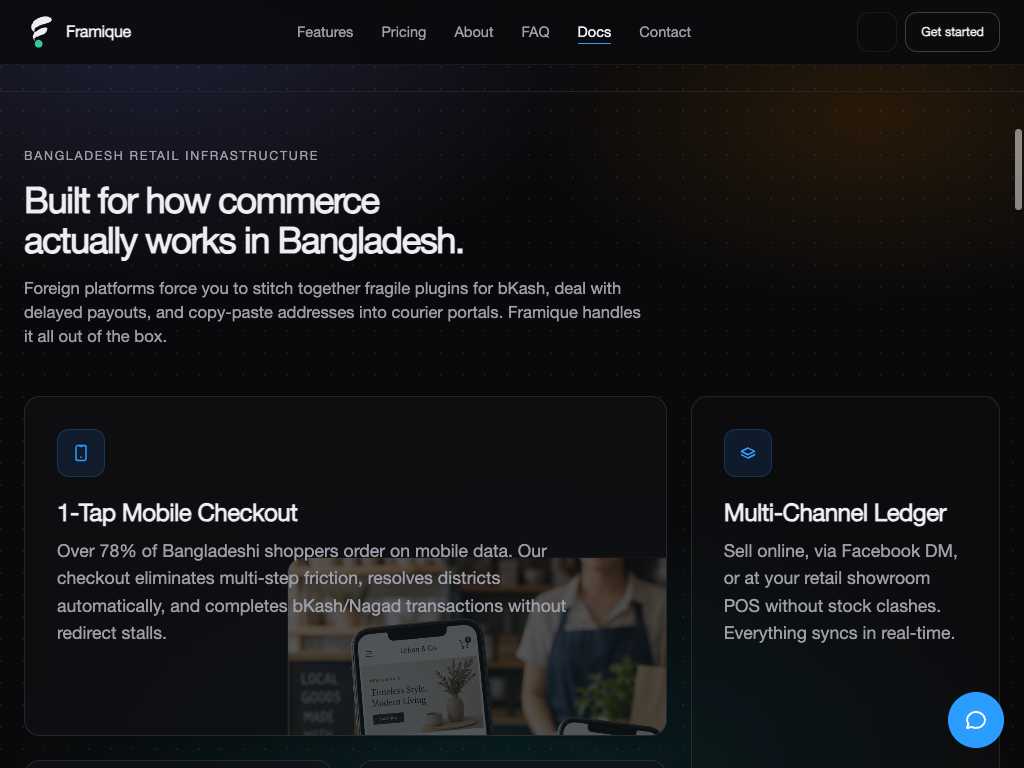 Framique
Features
Pricing
About
FAQ
Docs
Contact
Get started
BANGLADESH RETAIL INFRASTRUCTURE
Built for how commerce
actually works in Bangladesh.
Foreign platforms force you to stitch together fragile plugins for bKash, deal with
delayed payouts, and copy-paste addresses into courier portals. Framique handles
it all out of the box.
1-Tap Mobile Checkout
Over 78% of Bangladeshi shoppers order on mobile data. Our
checkout eliminates multi-step friction, resolves districts
automatically, and completes bKash/Nagad transactions without
redirect stalls.
Urban & Co.
Timeless Style.
Modern Living
LOCAL
GOODS
MADE
Multi-Channel Ledger
Sell online, via Facebook DM,
or at your retail showroom
POS without stock clashes.
Everything syncs in real-time.